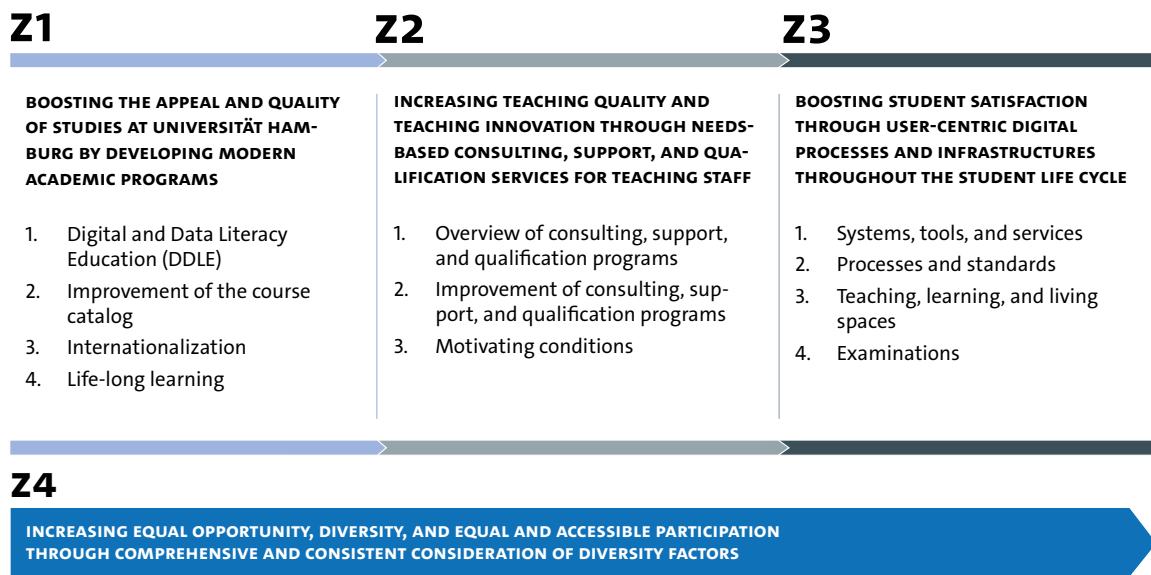 Z1
BOOSTING THE APPEAL AND QUALITY
OF STUDIES AT UNIVERSITÄT HAM-
BURG BY DEVELOPING MODERN
ACADEMIC PROGRAMS
1. Digital and Data Literacy
Education (DDLE)
2. Improvement of the course
catalog
3. Internationalization
4. Life-long learning
Z2
INCREASING TEACHING QUALITY AND
TEACHING INNOVATION THROUGH NEEDS-
BASED CONSULTING, SUPPORT, AND QUA-
LIFICATION SERVICES FOR TEACHING STAFF
1. Overview of consulting, support,
and qualification programs
2. Improvement of consulting, sup-
port, and qualification programs
3. Motivating conditions
Z3
BOOSTING STUDENT SATISFACTION
THROUGH USER-CENTRIC DIGITAL
PROCESSES AND INFRASTRUCTURES
THROUGHOUT THE STUDENT LIFE CYCLE
1. Systems, tools, and services
2. Processes and standards
3. Teaching, learning, and living
spaces
4. Examinations
Z4
INCREASING EQUAL OPPORTUNITY, DIVERSITY, AND EQUAL AND ACCESSIBLE PARTICIPATION
THROUGH COMPREHENSIVE AND CONSISTENT CONSIDERATION OF DIVERSITY FACTORS